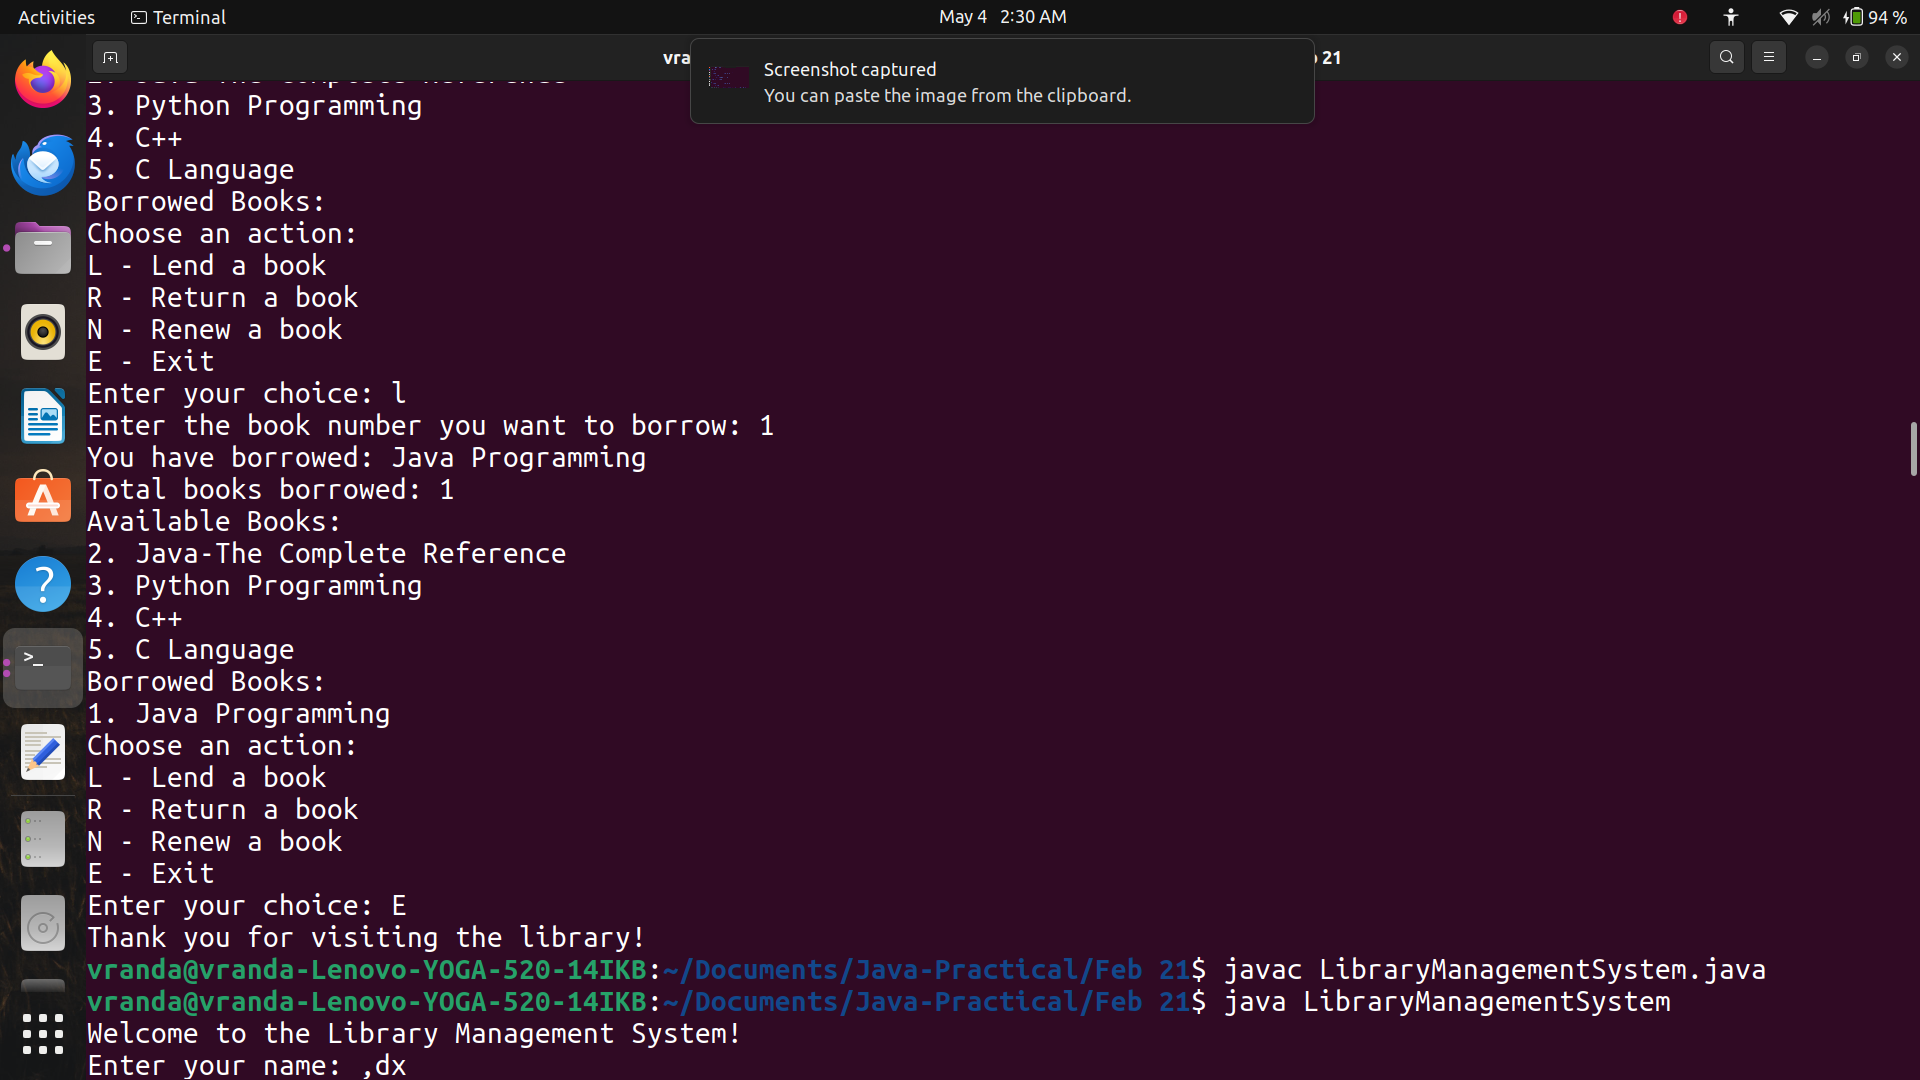 Activities
Terminal
May 4 2:30 AM
94 %
vra
21
Screenshot captured
You can paste the image from the clipboard.
3. Python Programming
4. C++
5. C Language
Borrowed Books:
Choose an action:
L - Lend a book
R - Return a book
N - Renew a book
E - Exit
Enter your choice: l
Enter the book number you want to borrow: 1
You have borrowed: Java Programming
Total books borrowed: 1
Available Books:
2. Java-The Complete Reference
3. Python Programming
4. C++
5. C Language
Borrowed Books:
1. Java Programming
Choose an action:
L - Lend a book
R - Return a book
N - Renew a book
E - Exit
Enter your choice: E
Thank you for visiting the library!
vranda@vranda-Lenovo-YOGA-520-14IKB:~/Documents/Java-Practical/Feb 21$ javac LibraryManagementSystem.java
vranda@vranda-Lenovo-YOGA-520-14IKB:~/Documents/Java-Practical/Feb 21$ java LibraryManagementSystem
Welcome to the Library Management System!
Enter your name: ,dx